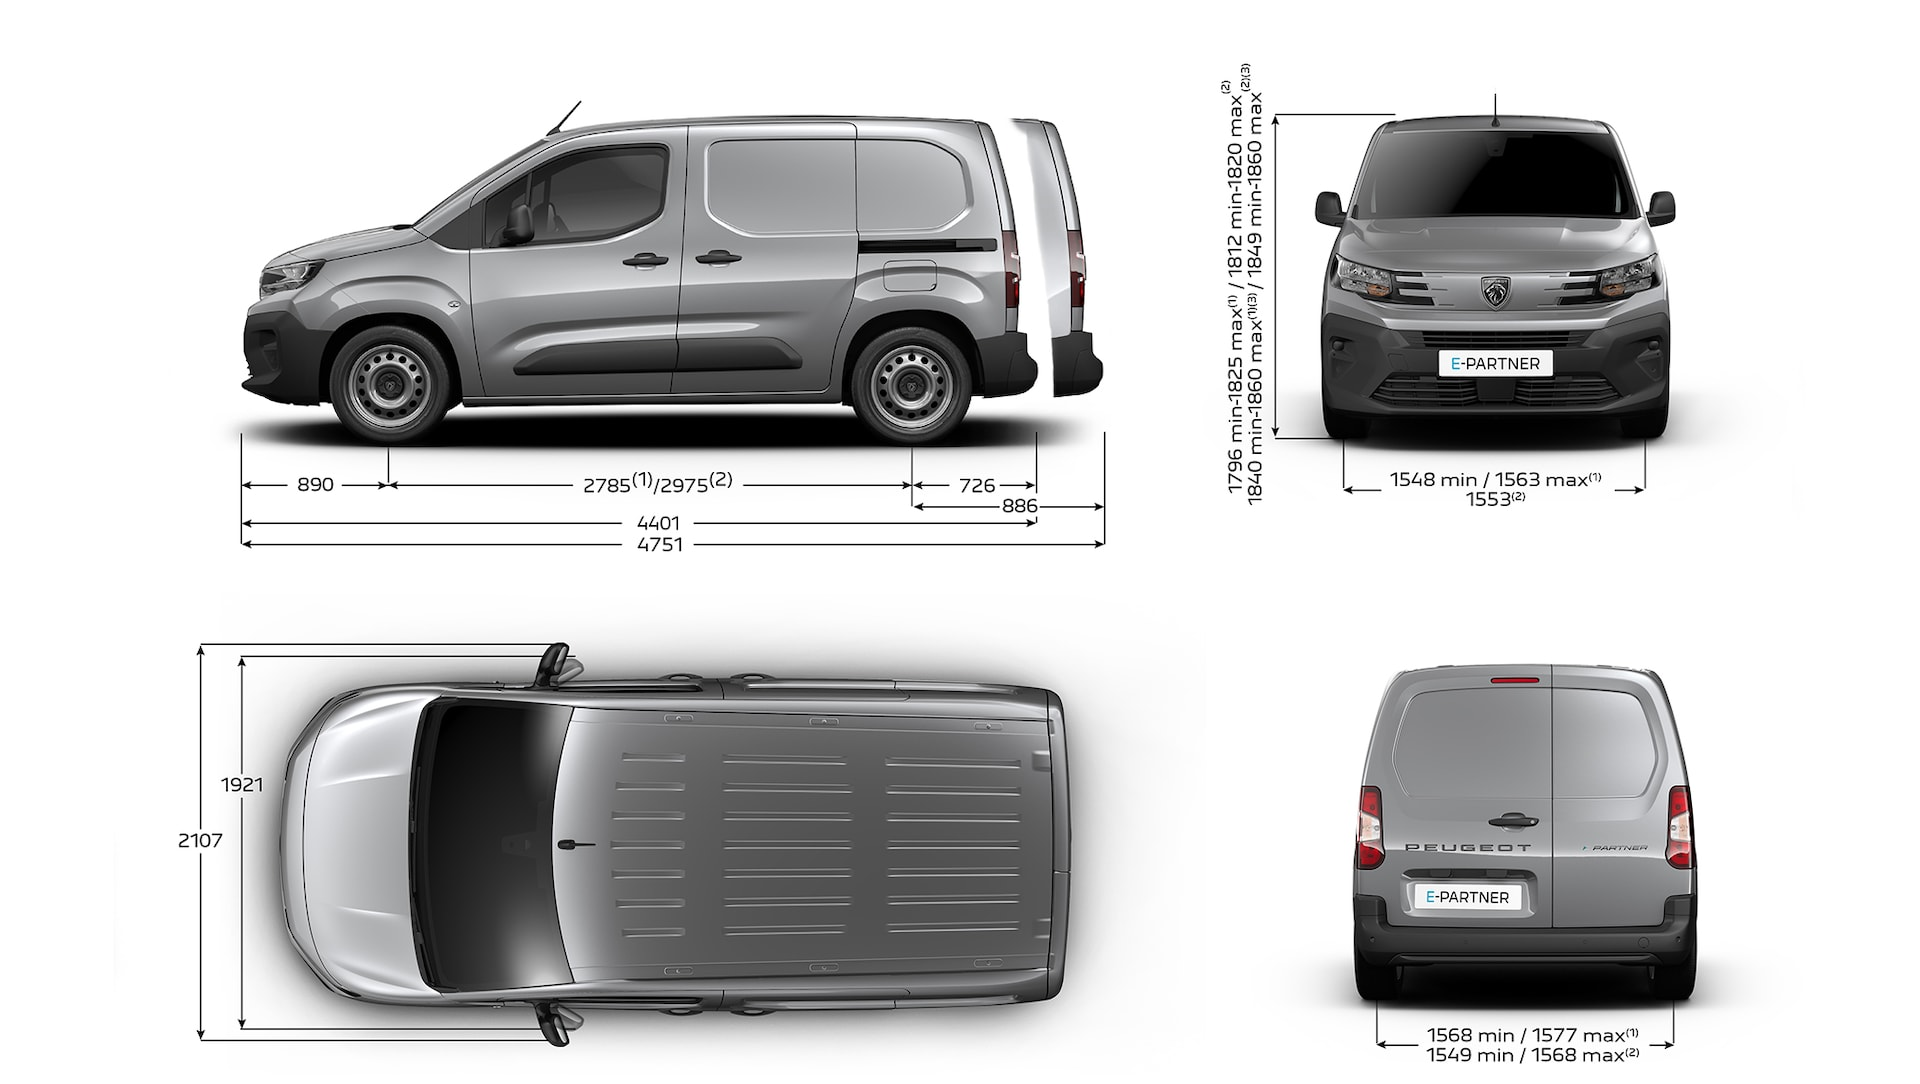 890
2785(1)/2975(2)
726
886
4401
4751
1796 min-1825 max(1) / 1812 min-1820 max(2)
1840 min-1860 max(1)(3) / 1849 min-1860 max(2)(3)
E-PARTNER
1548 min / 1563 max(1)
1553(2)
1921
2107
PEUGEOT
PARTNER
E-PARTNER
1568 min / 1577 max(1)
1549 min / 1568 max(2)